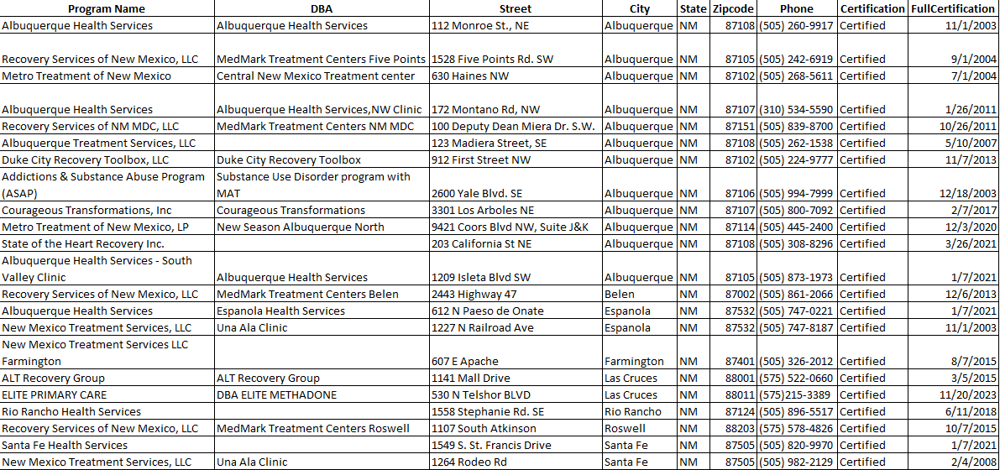 Program Name DBA Street City State Zipcode Phone Certification FullCertification
Albuquerque Health Services Albuquerque Health Services 112 Monroe St., NE Albuquerque NM 87108 (505) 260-9917 Certified 11/1/2003
Recovery Services of New Mexico, LLC MedMark Treatment Centers Five Points 1528 Five Points Rd. SW Albuquerque NM 87105 (505) 242-6919 Certified 9/1/2004
Metro Treatment of New Mexico Central New Mexico Treatment center 630 Haines NW Albuquerque NM 87102 (505) 268-5611 Certified 7/1/2004
Albuquerque Health Services Albuquerque Health Services,NW Clinic 172 Montano Rd, NW Albuquerque NM 87107 (310) 534-5590 Certified 1/26/2011
Recovery Services of NM MDC, LLC MedMark Treatment Centers NM MDC 100 Deputy Dean Miera Dr. S.W. Albuquerque NM 87151 (505) 839-8700 Certified 10/26/2011
Albuquerque Treatment Services, LLC 123 Madiera Street, SE Albuquerque NM 87108 (505) 262-1538 Certified 5/10/2007
Duke City Recovery Toolbox, LLC Duke City Recovery Toolbox 912 First Street NW Albuquerque NM 87102 (505) 224-9777 Certified 11/7/2013
Addictions & Substance Abuse Program Substance Use Disorder program with
(ASAP) MAT 2600 Yale Blvd. SE Albuquerque NM 87106 (505) 994-7999 Certified 12/18/2003
Courageous Transformations, Inc Courageous Transformations 3301 Los Arboles NE Albuquerque NM 87107 (505) 800-7092 Certified 2/7/2017
Metro Treatment of New Mexico, LP New Season Albuquerque North 9421 Coors Blvd NW, Suite J&K Albuquerque NM 87114 (505) 445-2400 Certified 12/3/2020
State of the Heart Recovery Inc. 203 California St NE Albuquerque NM 87108 (505) 308-8296 Certified 3/26/2021
Albuquerque Health Services - South
Valley Clinic Albuquerque Health Services 1209 Isleta Blvd SW Albuquerque NM 87105 (505) 873-1973 Certified 1/7/2021
Recovery Services of New Mexico, LLC MedMark Treatment Centers Belen 2443 Highway 47 Belen NM 87002 (505) 861-2066 Certified 12/6/2013
Albuquerque Health Services Espanola Health Services 612 N Paeso de Onate Espanola NM 87532 (505) 747-0221 Certified 1/7/2021
New Mexico Treatment Services, LLC Una Ala Clinic 1227 N Railroad Ave Espanola NM 87532 (505) 747-8187 Certified 11/1/2003
New Mexico Treatment Services LLC
Farmington 607 E Apache Farmington NM 87401 (505) 326-2012 Certified 8/7/2015
ALT Recovery Group ALT Recovery Group 1141 Mall Drive Las Cruces NM 88001 (575) 522-0660 Certified 3/5/2015
ELITE PRIMARY CARE DBA ELITE METHADONE 530 N Telshor BLVD Las Cruces NM 88011 (575)215-3389 Certified 11/20/2023
Rio Rancho Health Services 1558 Stephanie Rd. SE Rio Rancho NM 87124 (505) 896-5517 Certified 6/11/2018
Recovery Services of New Mexico, LLC MedMark Treatment Centers Roswell 1107 South Atkinson Roswell NM 88203 (575) 578-4826 Certified 10/7/2015
Santa Fe Health Services 1549 S. St. Francis Drive Santa Fe NM 87505 (505) 820-9970 Certified 1/7/2021
New Mexico Treatment Services, LLC Una Ala Clinic 1264 Rodeo Rd Santa Fe NM 87505 (505) 982-2129 Certified 2/4/2008